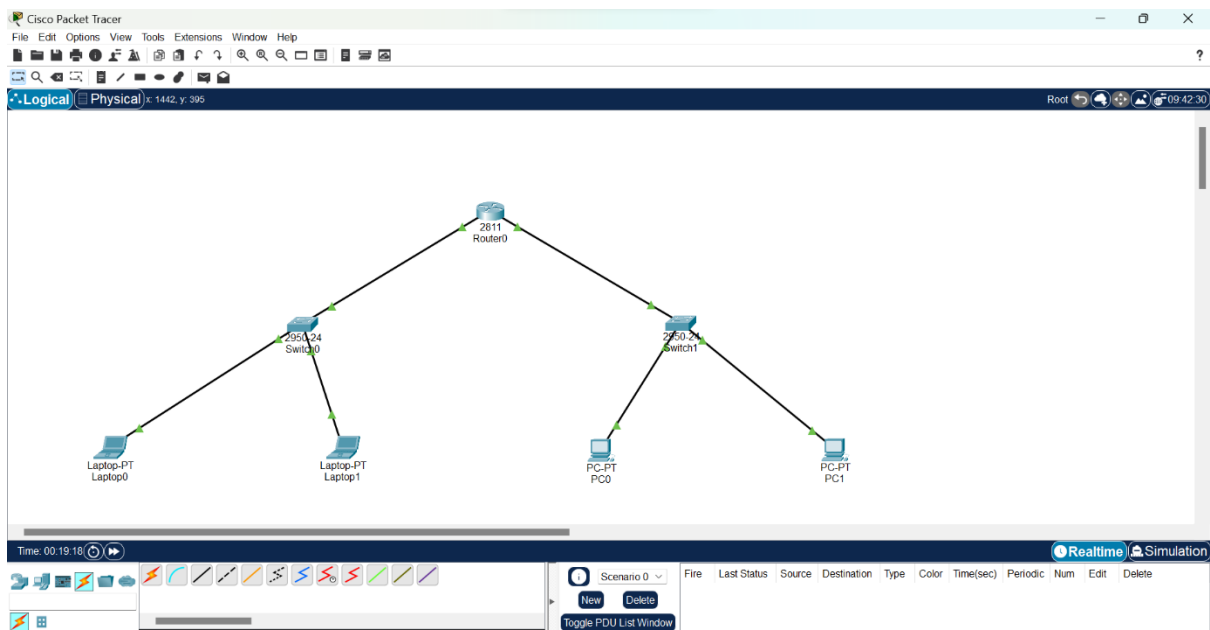 Cisco Packet Tracer
File Edit Options View Tools Extensions Window Help
?
Logical Physical x: 1442, y: 395 Root 09:42:30
2811
Router0
2950-24
Switch0
2950-24
Switch1
Laptop-PT
Laptop0
Laptop-PT
Laptop1
PC-PT
PC0
PC-PT
PC1
Time: 00:19:18 Realtime Simulation
Scenario 0 Fire Last Status Source Destination Type Color Time(sec) Periodic Num Edit Delete
New Delete
Toggle PDU List Window